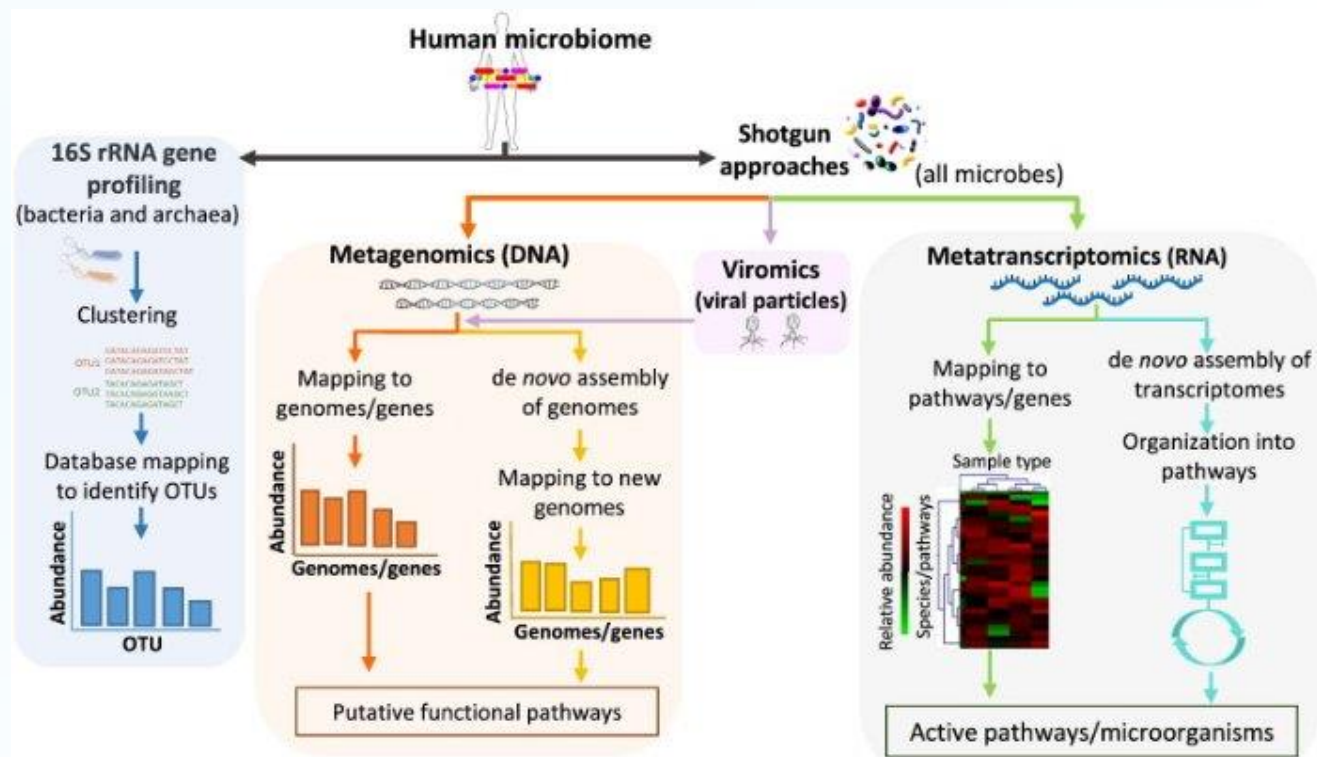 Human microbiome
16S rRNA gene
profiling
(bacteria and archaea)
Clustering
OTU1
GATACAGAGATCCTAT
OTU2
TACACAGAGATAGCT
Database mapping
to identify OTUs
Abundance
OTU
Shotgun
approaches
(all microbes)
Metagenomics (DNA)
Mapping to
genomes/genes
Abundance
Genomes/genes
de novo assembly
of genomes
Mapping to new
genomes
Abundance
Genomes/genes
Putative functional pathways
Viromics
(viral particles)
Metatranscriptomics (RNA)
Mapping to
pathways/genes
Sample type
Relative abundance
Species/pathways
de novo assembly of
transcriptomes
Organization into
pathways
Active pathways/microorganisms